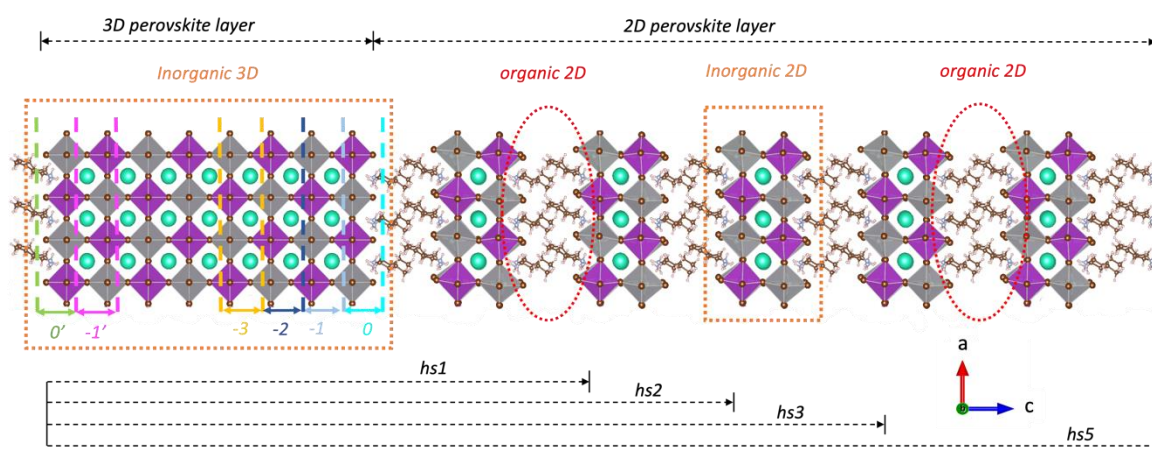 3D perovskite layer
2D perovskite layer
Inorganic 3D
organic 2D
Inorganic 2D
organic 2D
0'
-1'
-3
-2
-1
0
hs1
hs2
hs3
hs5
a
b
c